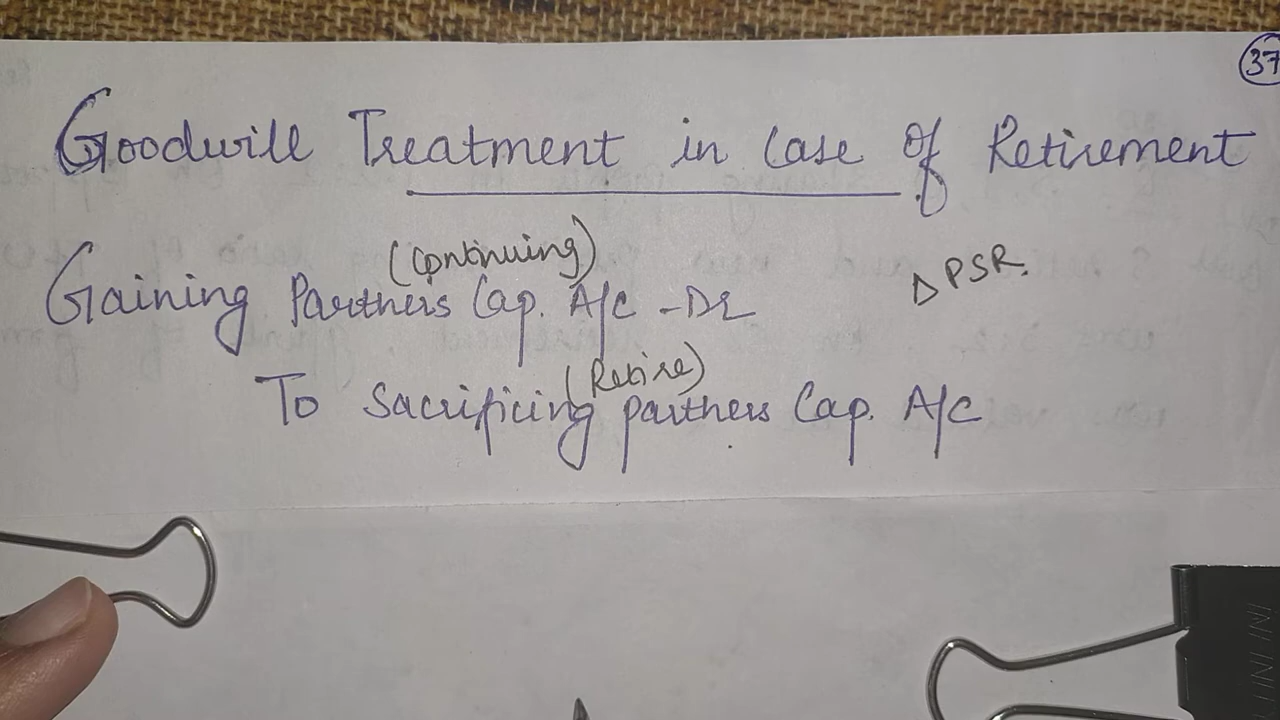 37
Goodwill Treatment in Case of Retirement
(Continuing)
Gaining Partners Cap. A/c - Dr
Δ PSR.
(Retire)
To Sacrificing partners Cap. A/C